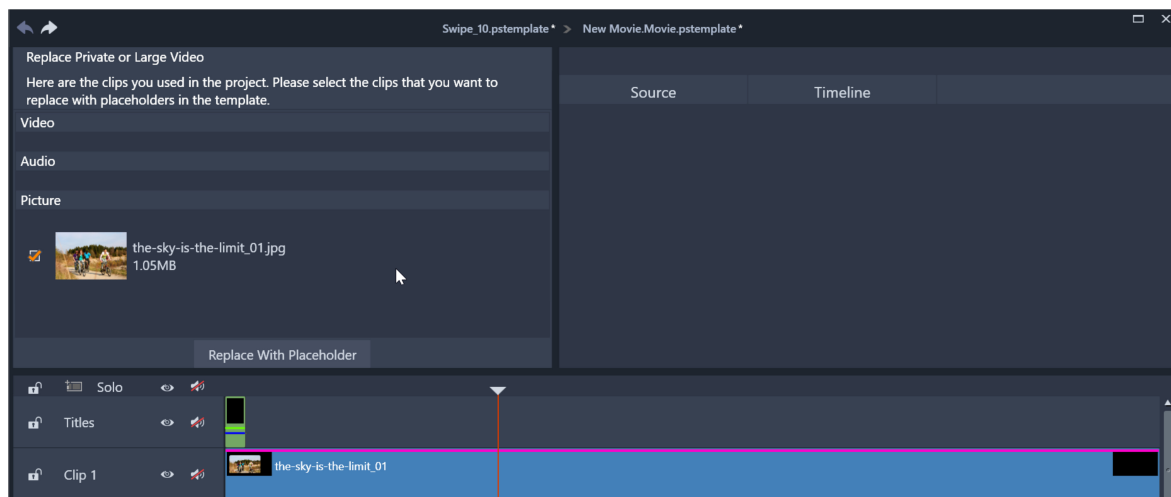 Swipe_10.pstemplate* > New Movie.Movie.pstemplate*
Replace Private or Large Video
Here are the clips you used in the project. Please select the clips that you want to
replace with placeholders in the template.
Video
Audio
Picture
the-sky-is-the-limit_01.jpg
1.05MB
Replace With Placeholder
Source Timeline
Solo
Titles
Clip 1
the-sky-is-the-limit_01